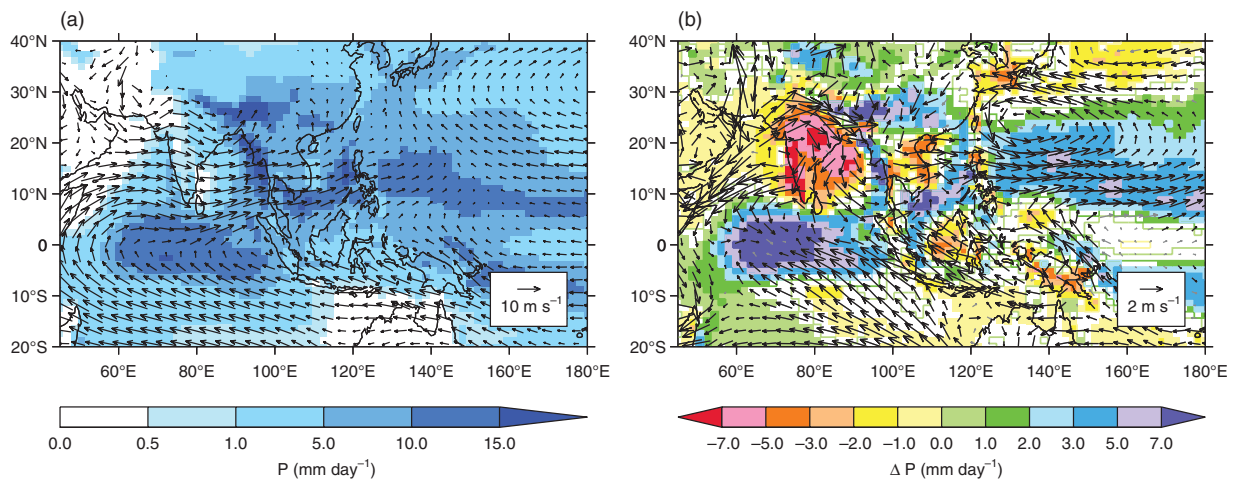 (a)
(b)
40°N
30°N
20°N
10°N
0
10°S
20°S
60°E
80°E
100°E
120°E
140°E
160°E
180°E
10 m s⁻¹
0.0
0.5
1.0
5.0
10.0
15.0
P (mm day⁻¹)
40°N
30°N
20°N
10°N
0
10°S
20°S
60°E
80°E
100°E
120°E
140°E
160°E
180°E
2 m s⁻¹
−7.0
−5.0
−3.0
−2.0
−1.0
0.0
1.0
2.0
3.0
5.0
7.0
Δ P (mm day⁻¹)